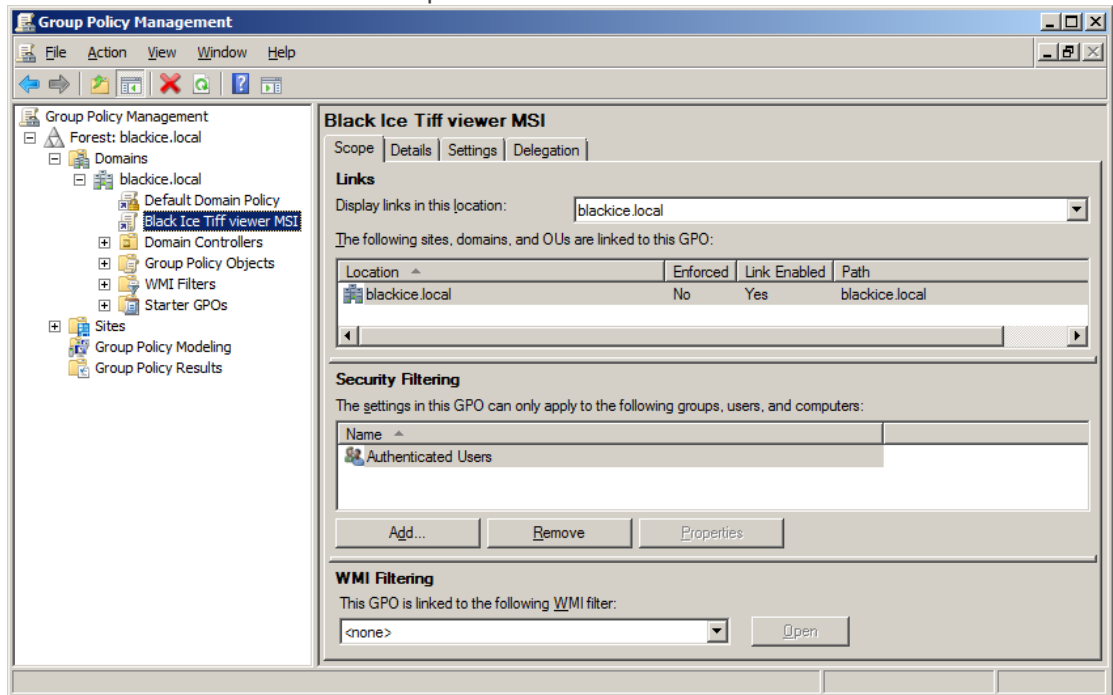 Group Policy Management
File Action View Window Help
Group Policy Management
Forest: blackice.local
Domains
blackice.local
Default Domain Policy
Black Ice Tiff viewer MSI
Domain Controllers
Group Policy Objects
WMI Filters
Starter GPOs
Sites
Group Policy Modeling
Group Policy Results
Black Ice Tiff viewer MSI
Scope Details Settings Delegation
Links
Display links in this location: blackice.local
The following sites, domains, and OUs are linked to this GPO:
Location Enforced Link Enabled Path
blackice.local No Yes blackice.local
Security Filtering
The settings in this GPO can only apply to the following groups, users, and computers:
Name
Authenticated Users
Add... Remove Properties
WMI Filtering
This GPO is linked to the following WMI filter:
<none> Open